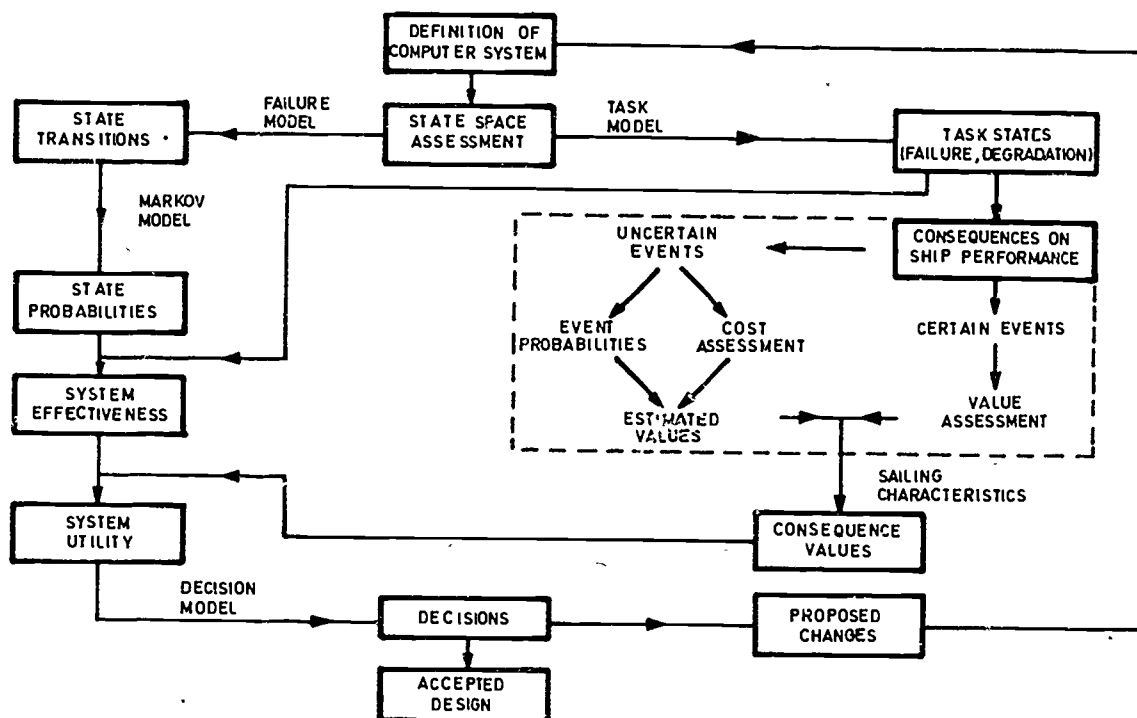 DEFINITION OF
COMPUTER SYSTEM
STATE
TRANSITIONS
FAILURE
MODEL
STATE SPACE
ASSESSMENT
TASK
MODEL
TASK STATES
(FAILURE, DEGRADATION)
MARKOV
MODEL
UNCERTAIN
EVENTS
CONSEQUENCES ON
SHIP PERFORMANCE
STATE
PROBABILITIES
EVENT
PROBABILITIES
COST
ASSESSMENT
CERTAIN EVENTS
SYSTEM
EFFECTIVENESS
ESTIMATED
VALUES
VALUE
ASSESSMENT
SAILING
CHARACTERISTICS
SYSTEM
UTILITY
CONSEQUENCE
VALUES
DECISION
MODEL
DECISIONS
PROPOSED
CHANGES
ACCEPTED
DESIGN